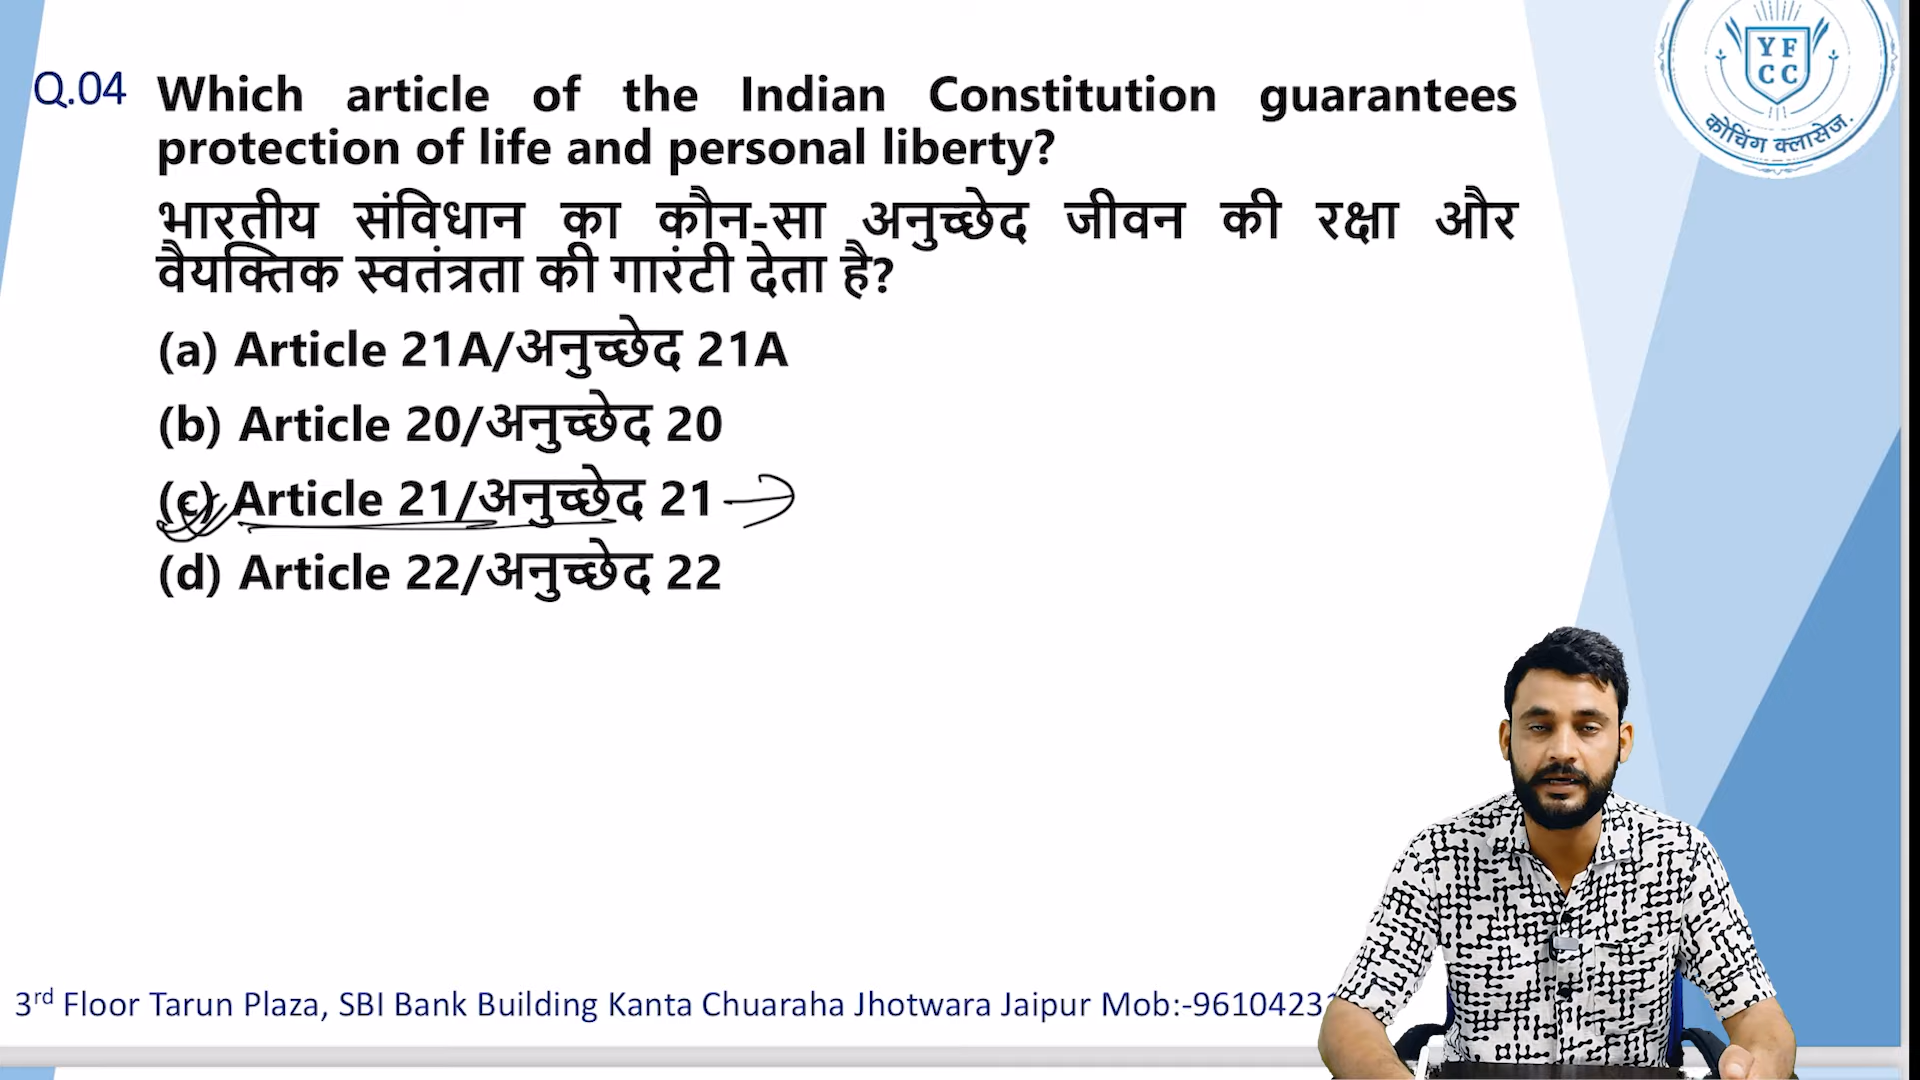 Y F
C C
कोचिंग क्लासेज.
Q.04 Which article of the Indian Constitution guarantees
protection of life and personal liberty?
भारतीय संविधान का कौन-सा अनुच्छेद जीवन की रक्षा और
वैयक्तिक स्वतंत्रता की गारंटी देता है?
(a) Article 21A/अनुच्छेद 21A
(b) Article 20/अनुच्छेद 20
(c) Article 21/अनुच्छेद 21
(d) Article 22/अनुच्छेद 22
3rd Floor Tarun Plaza, SBI Bank Building Kanta Chuaraha Jhotwara Jaipur Mob:-9610423